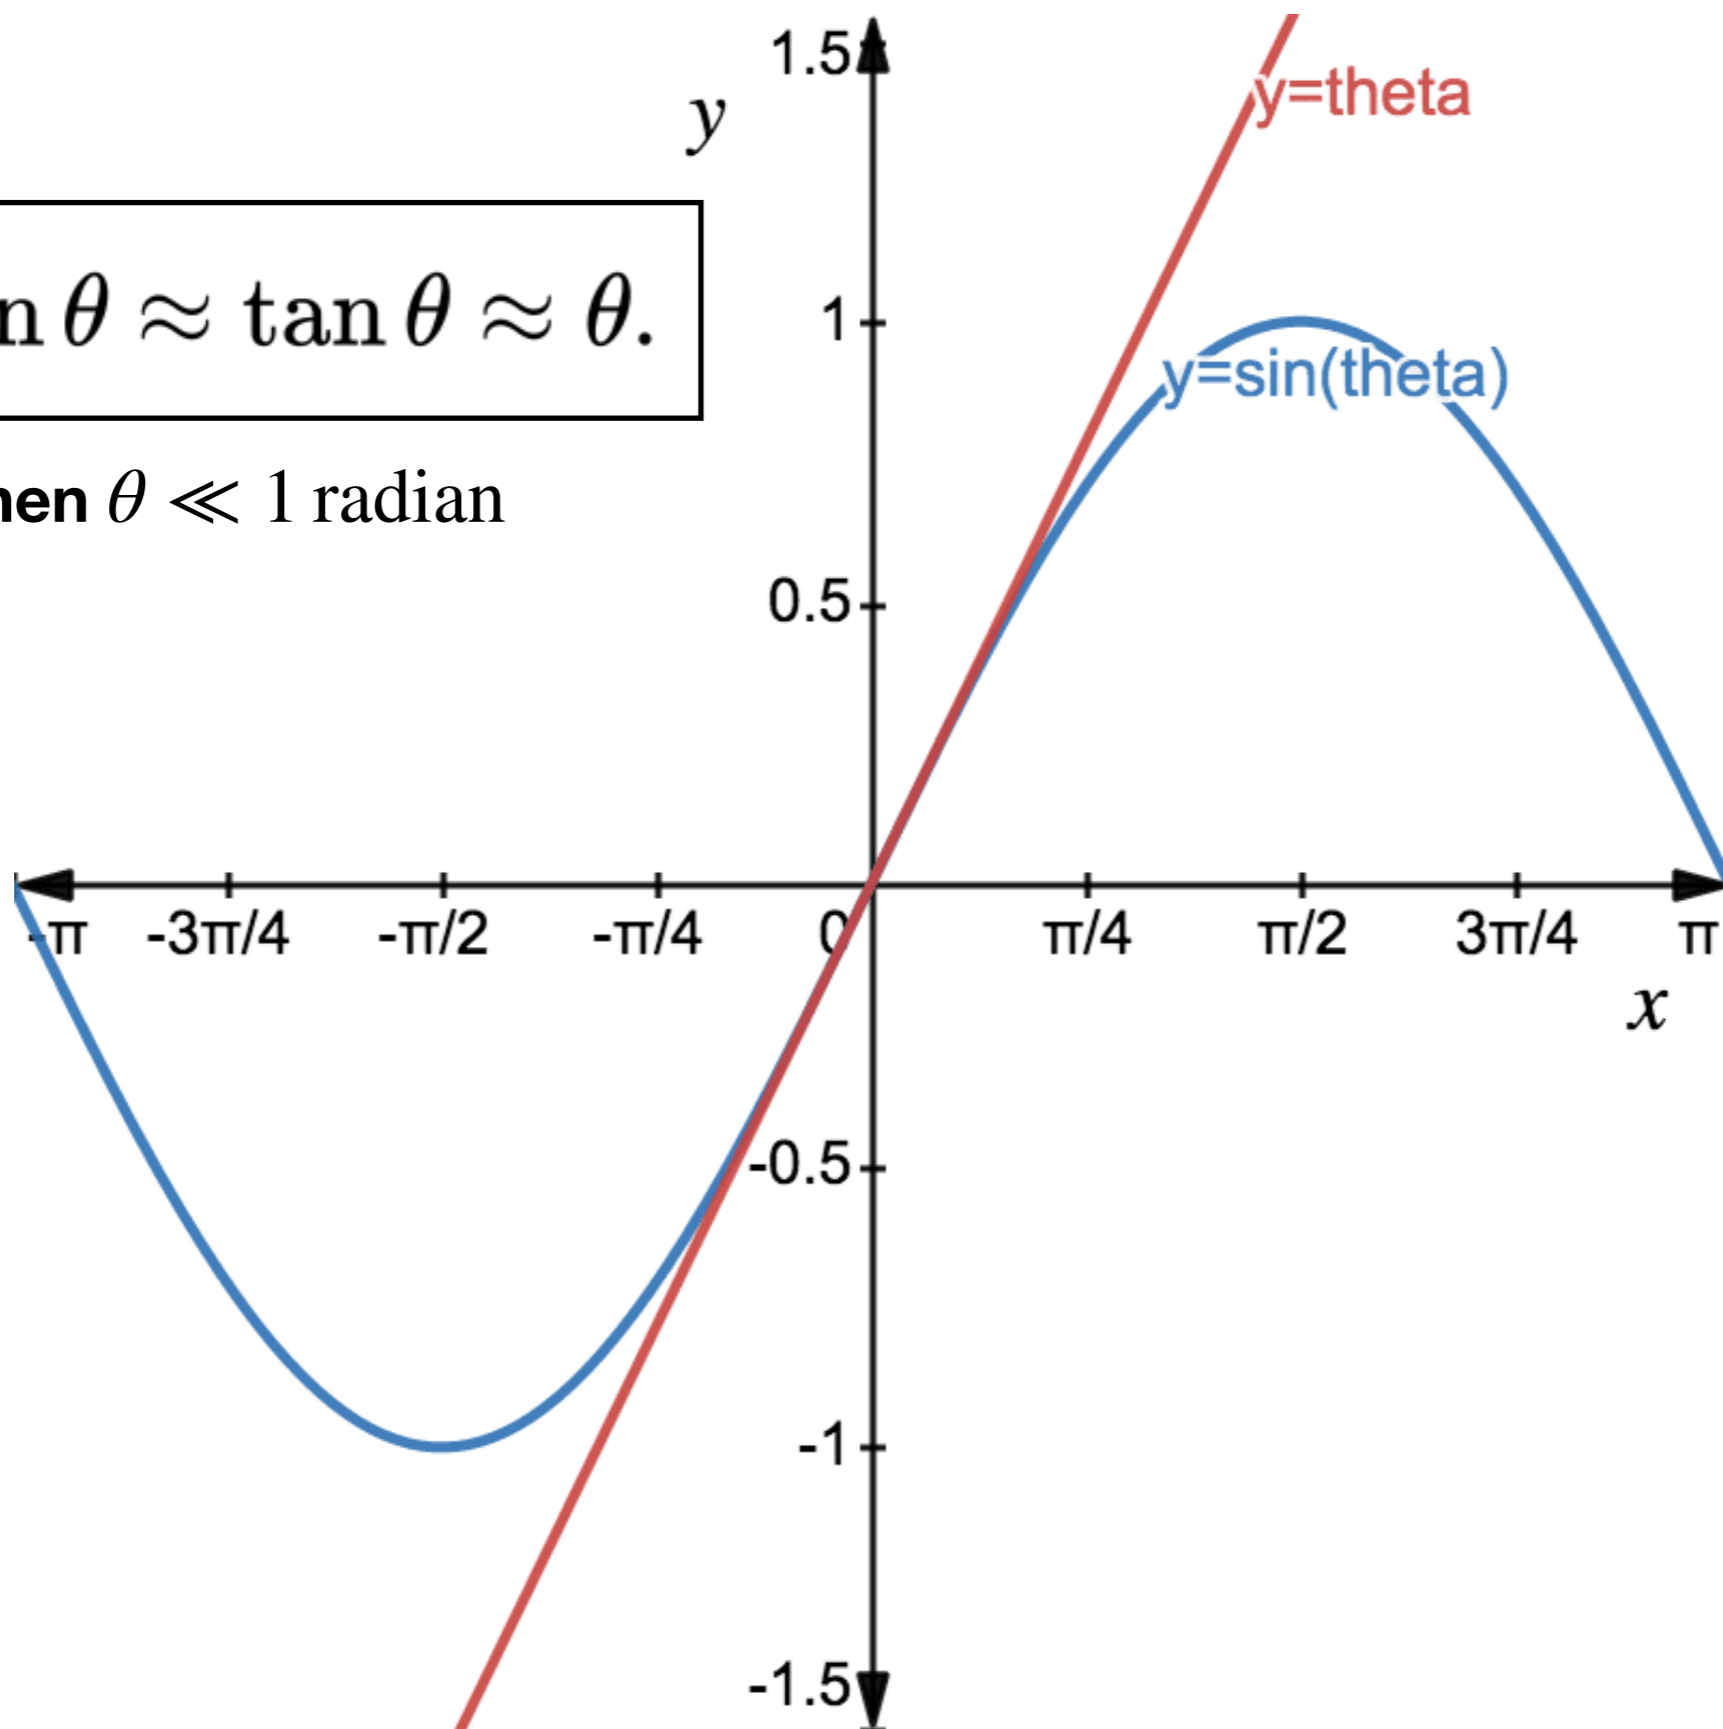 1.5
y
y=theta
n θ ≈ tan θ ≈ θ.
1
y=sin(theta)
hen θ ≪ 1 radian
0.5
-π -3π/4 -π/2 -π/4 0 π/4 π/2 3π/4 π
x
-0.5
-1
-1.5